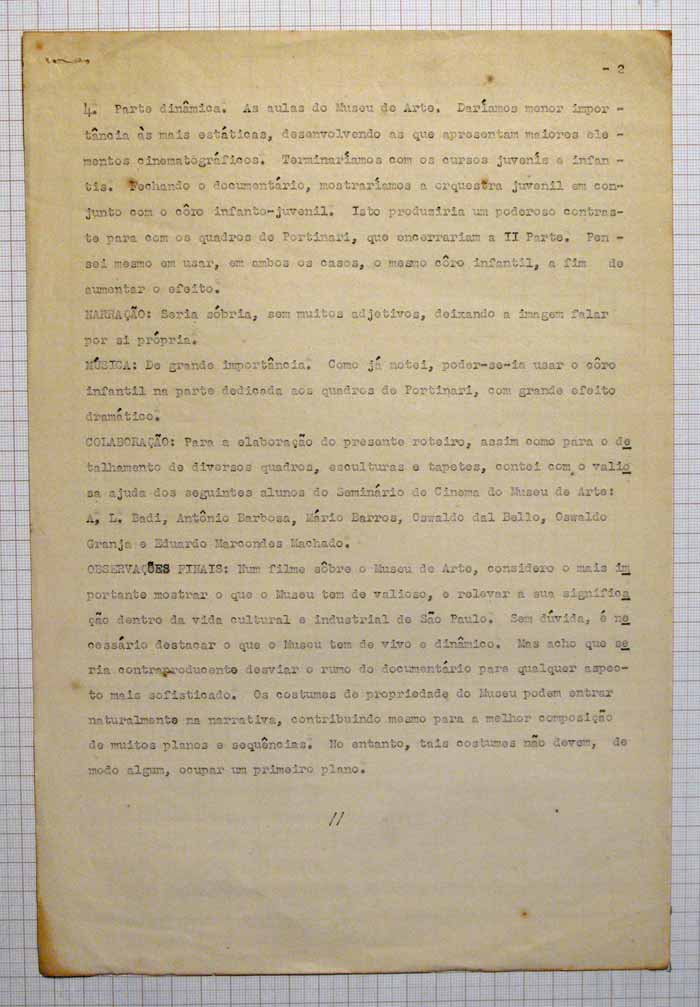 - 2
4. Parte dinâmica. As aulas do Museu de Arte. Daríamos menor impor -
tância às mais estáticas, desenvolvendo as que apresentam maiores ele -
mentos cinematográficos. Terminaríamos com os cursos juvenis e infan -
tis. Fechando o documentário, mostraríamos a orquestra juvenil em con-
junto com o côro infanto-juvenil. Isto produziria um poderoso contras-
te para com os quadros de Portinari, que encerrariam a II Parte. Pen -
sei mesmo em usar, em ambos os casos, o mesmo côro infantil, a fim de
aumentar o efeito.
NARRAÇÃO: Seria sóbria, sem muitos adjetivos, deixando a imagem falar
por si própria.
MÚSICA: De grande importância. Como já notei, poder-se-ia usar o côro
infantil na parte dedicada aos quadros de Portinari, com grande efeito
dramático.
COLABORAÇÃO: Para a elaboração do presente roteiro, assim como para o de
talhamento de diversos quadros, esculturas e tapetes, contei com o valio
sa ajuda dos seguintes alunos do Seminário de Cinema do Museu de Arte:
A. L. Badi, Antônio Barbosa, Mário Barros, Oswaldo dal Bello, Oswaldo
Granja e Eduardo Marcondes Machado.
OBSERVAÇÕES FINAIS: Num filme sôbre o Museu de Arte, considero o mais im
portante mostrar o que o Museu tem de valioso, e relevar a sua significa
ção dentro da vida cultural e industrial de São Paulo. Sem dúvida, é ne
cessário destacar o que o Museu tem de vivo e dinâmico. Mas acho que se
ria contraproducente desviar o rumo do documentário para qualquer aspec-
to mais sofisticado. Os costumes de propriedade do Museu podem entrar
naturalmente na narrativa, contribuindo mesmo para a melhor composição
de muitos planos e sequências. No entanto, tais costumes não devem, de
modo algum, ocupar um primeiro plano.
11